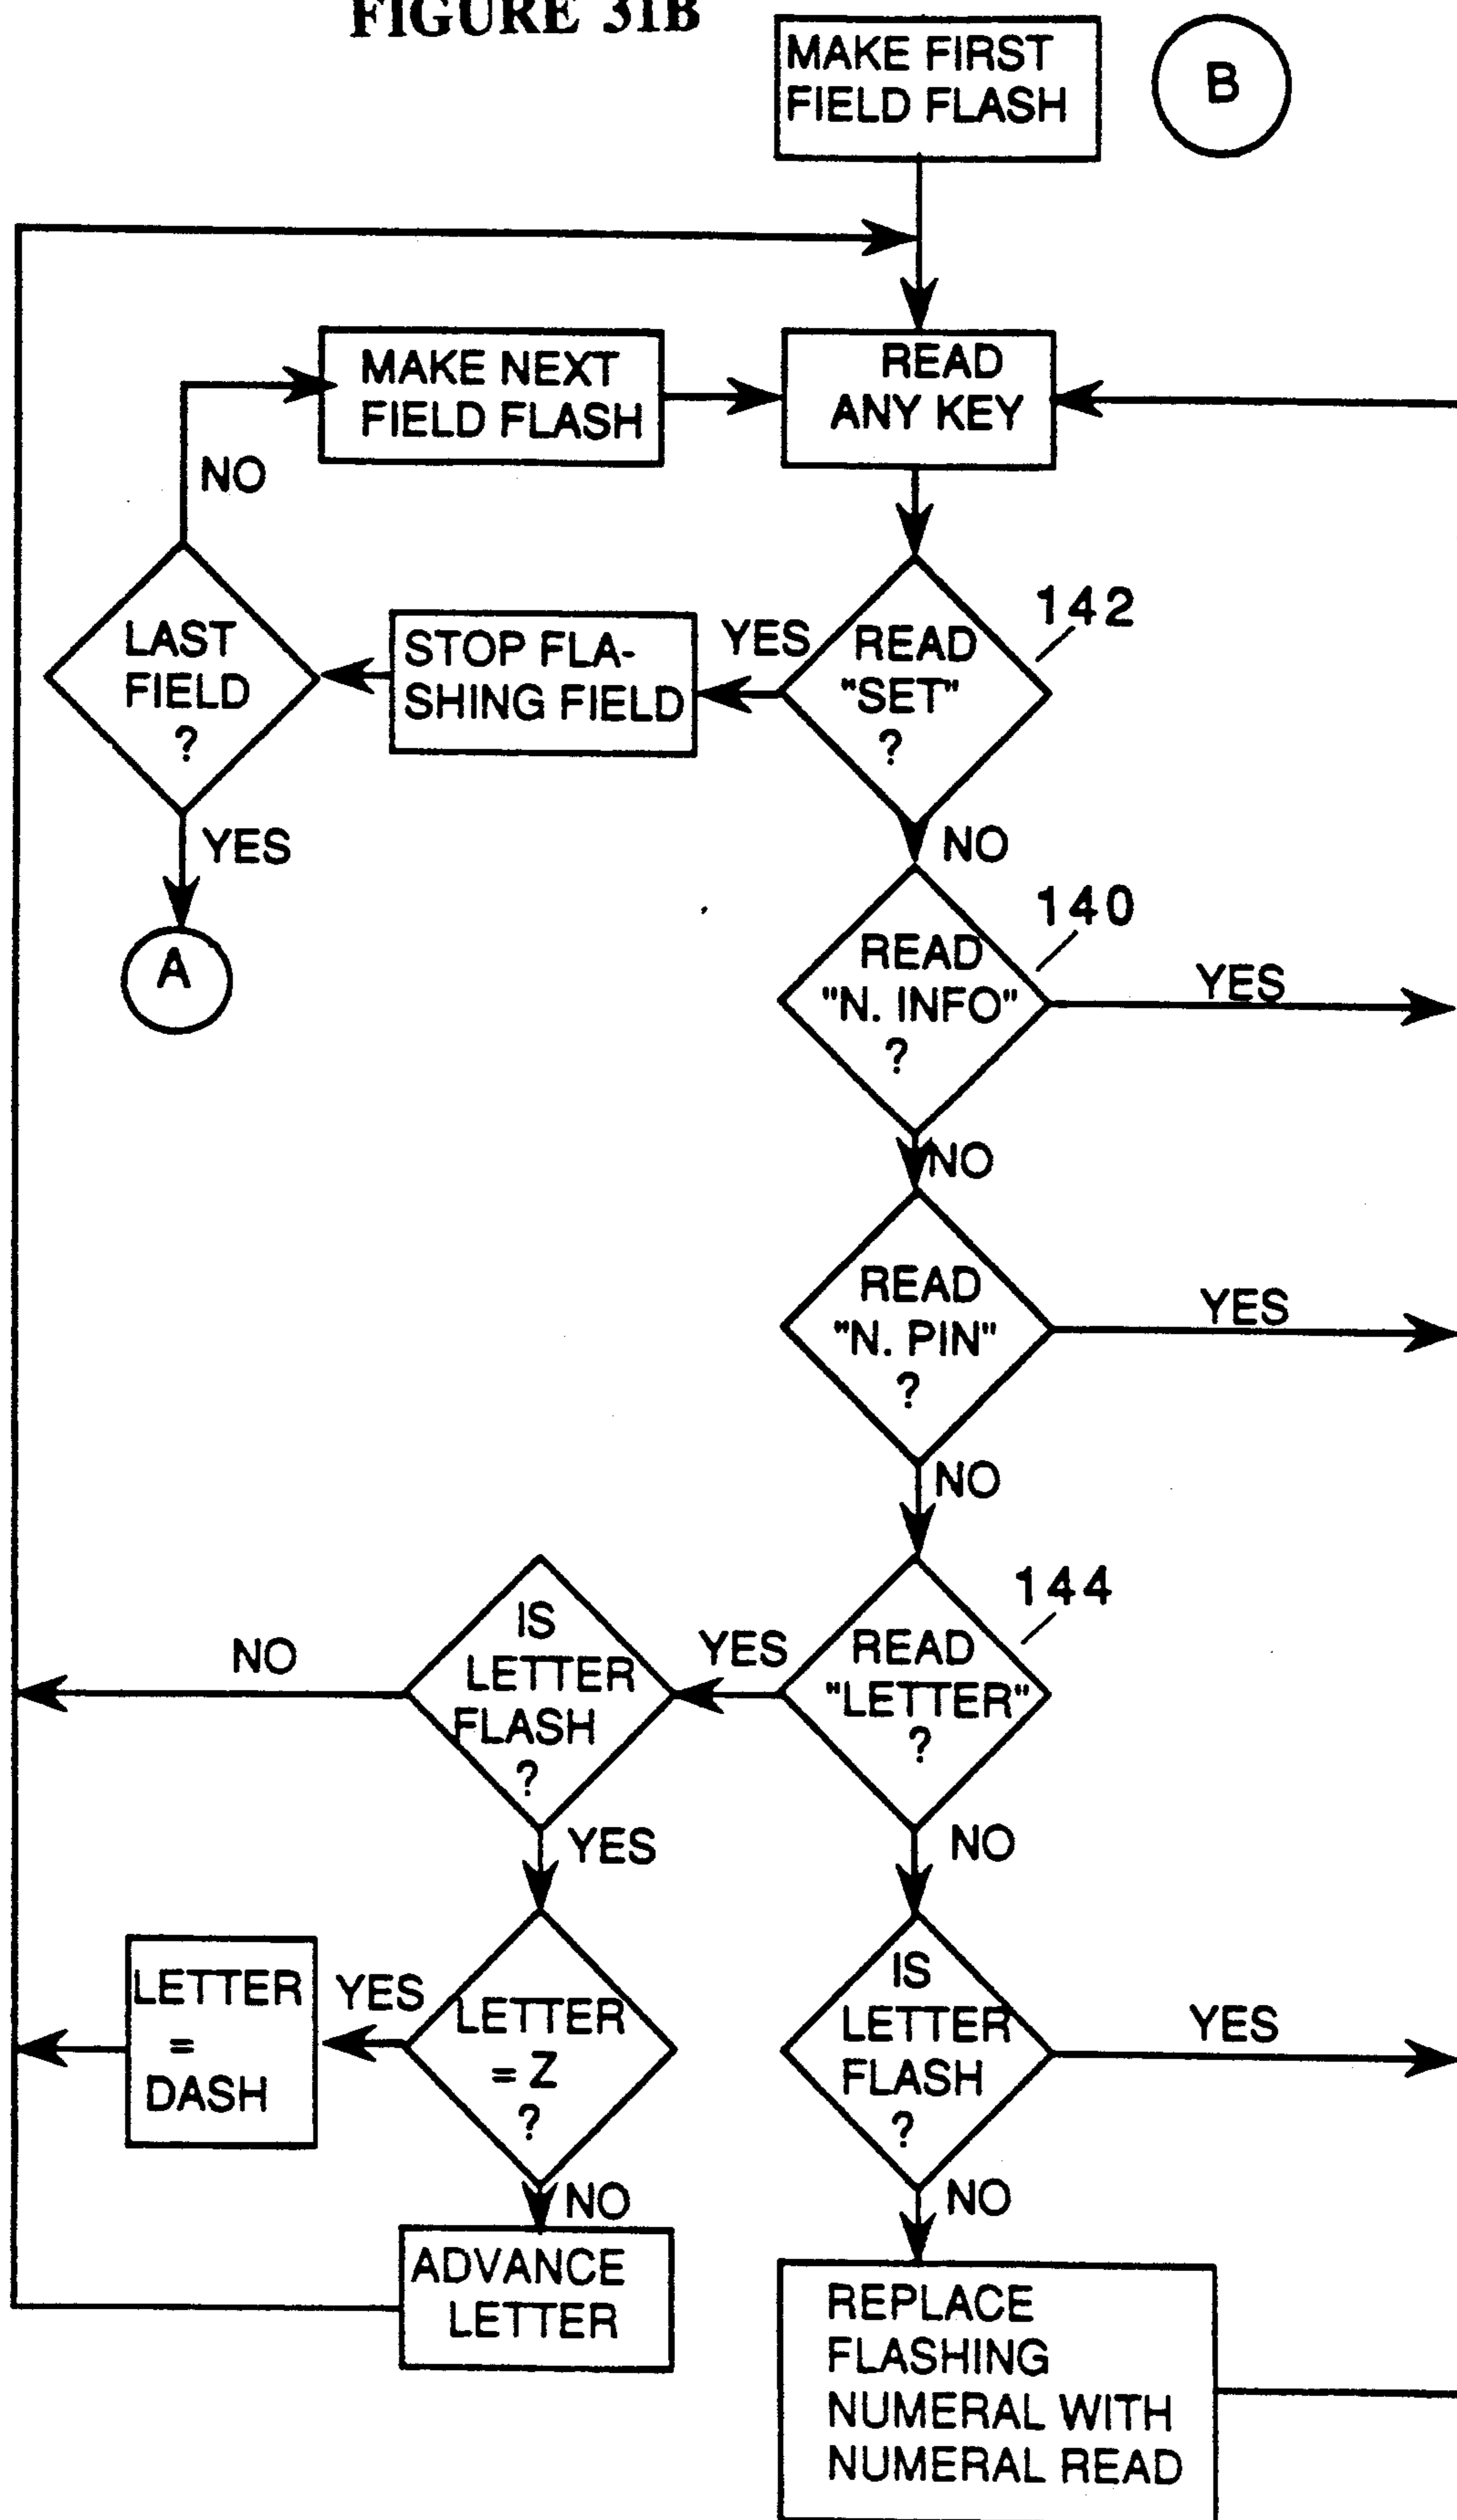 FIGURE 31B
MAKE FIRST
FIELD FLASH
B
MAKE NEXT
FIELD FLASH
READ
ANY KEY
NO
LAST
FIELD
?
STOP FLA-
SHING FIELD
YES
READ
"SET"
?
142
YES
NO
A
140
READ
"N. INFO"
?
YES
NO
READ
"N. PIN"
?
YES
NO
144
NO
IS
LETTER
FLASH
?
YES
READ
"LETTER"
?
YES
NO
LETTER
=
DASH
YES
LETTER
= Z
?
IS
LETTER
FLASH
?
YES
NO
NO
ADVANCE
LETTER
REPLACE
FLASHING
NUMERAL WITH
NUMERAL READ